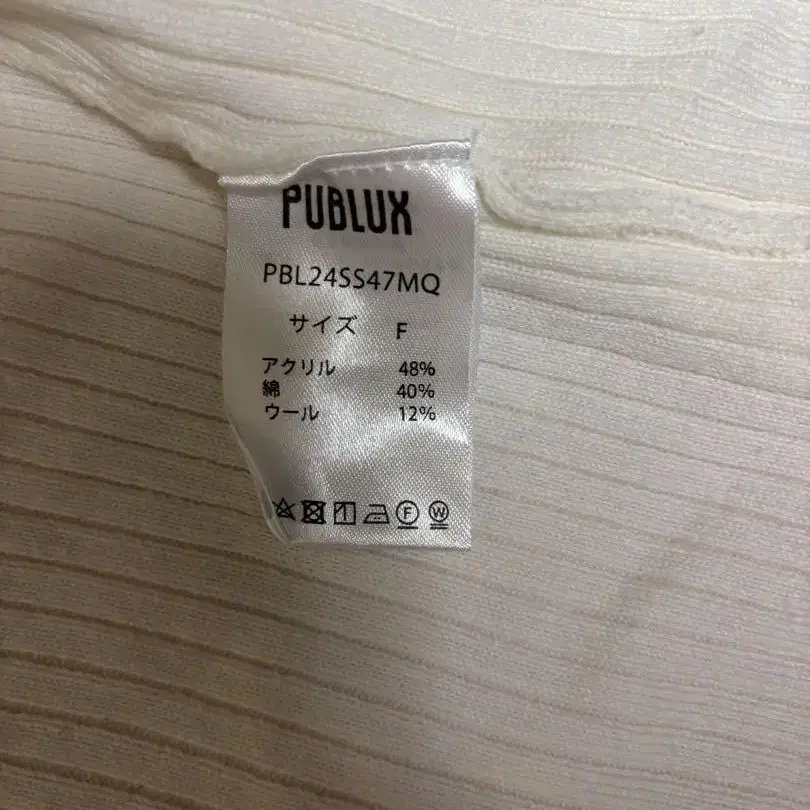 PUBLUX
PBL24SS47MQ
サイズ F
アクリル 48%
綿 40%
ウール 12%
F W